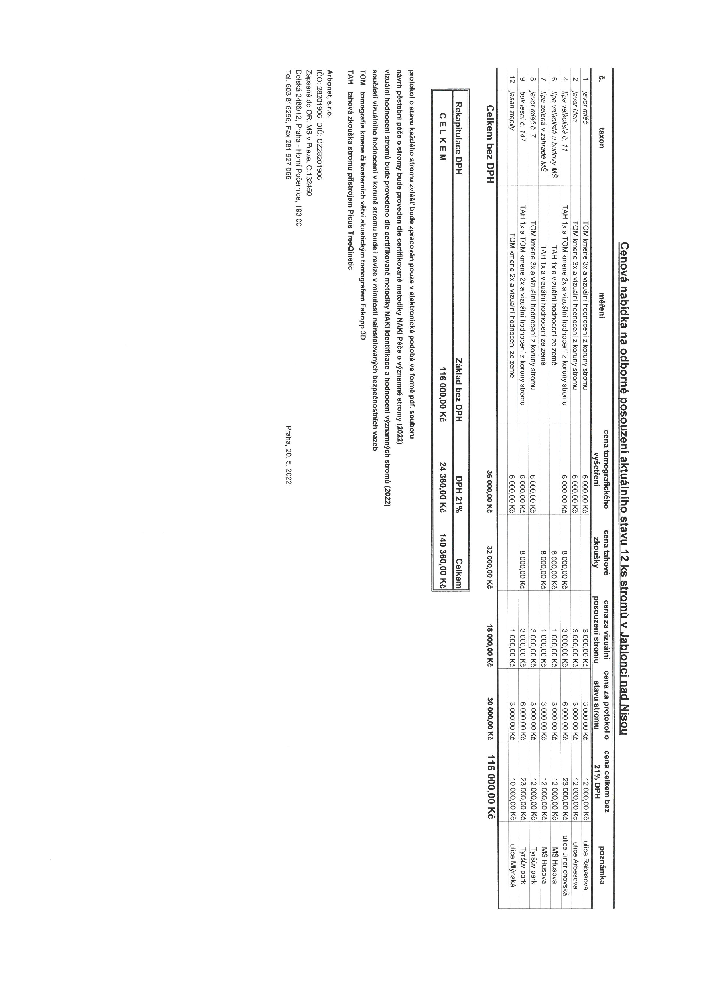 Cenová nabídka na odborné posouzení aktuálního stavu 12 ks stromů v Jablonci nad Nisou
č. taxon měření cena tomografického vyšetření cena tahové zkoušky cena za vizuální posouzení stromu cena za protokol o stavu stromu cena celkem bez 21% DPH poznámka
1 javor mléč TOM kmene 3x a vizuální hodnocení z koruny stromu 6 000,00 Kč 3 000,00 Kč 3 000,00 Kč 12 000,00 Kč ulice Rabasova
2 javor klen TOM kmene 3x a vizuální hodnocení z koruny stromu 6 000,00 Kč 3 000,00 Kč 3 000,00 Kč 12 000,00 Kč ulice Arbesova
4 lípa velkolistá č. 11 TAH 1x a TOM kmene 2x a vizuální hodnocení z koruny stromu 6 000,00 Kč 8 000,00 Kč 3 000,00 Kč 6 000,00 Kč 23 000,00 Kč ulice Jindřichovská
6 lípa velkolistá u budovy MŠ TAH 1x a vizuální hodnocení ze země 8 000,00 Kč 1 000,00 Kč 3 000,00 Kč 12 000,00 Kč MŠ Husova
7 lípa zelená v zahradě MŠ TAH 1x a vizuální hodnocení ze země 8 000,00 Kč 1 000,00 Kč 3 000,00 Kč 12 000,00 Kč MŠ Husova
8 javor mléč č. 7 TOM kmene 3x a vizuální hodnocení z koruny stromu 6 000,00 Kč 3 000,00 Kč 3 000,00 Kč 12 000,00 Kč Tyršův park
9 buk lesní č. 147 TAH 1x a TOM kmene 2x a vizuální hodnocení z koruny stromu 6 000,00 Kč 8 000,00 Kč 3 000,00 Kč 6 000,00 Kč 23 000,00 Kč Tyršův park
12 jasan ztepilý TOM kmene 2x a vizuální hodnocení ze země 6 000,00 Kč 1 000,00 Kč 3 000,00 Kč 10 000,00 Kč ulice Mlýnská
Celkem bez DPH 36 000,00 Kč 32 000,00 Kč 18 000,00 Kč 30 000,00 Kč 116 000,00 Kč
Rekapitulace DPH Základ bez DPH DPH 21% Celkem
C E L K E M 116 000,00 Kč 24 360,00 Kč 140 360,00 Kč
protokol o stavu každého stromu zvlášť bude zpracován pouze v elektronické podobě ve formě pdf. souboru
návrh pěstební péče o stromy bude proveden dle certifikované metodiky NAKI Péče o významné stromy (2022)
vizuální hodnocení stromů bude provedeno dle certifikované metodiky NAKI Identifikace a hodnocení významných stromů (2022)
součástí vizuálního hodnocení v koruně stromu bude i revize v minulosti nainstalovaných bezpečnostních vazeb
TOM tomografie kmene či kosterních větví akustickým tomografem Fakopp 3D
TAH tahová zkouška stromu přístrojem Picus TreeQinetic
Arbonet, s.r.o.
IČO: 28201906, DIČ: CZ28201906
Zapsaná do OR: MS v Praze, C.132450
Dolská 2486/12, Praha - Horní Počernice, 193 00
Tel. 603 816296, Fax 281 927 066 Praha, 20. 5. 2022